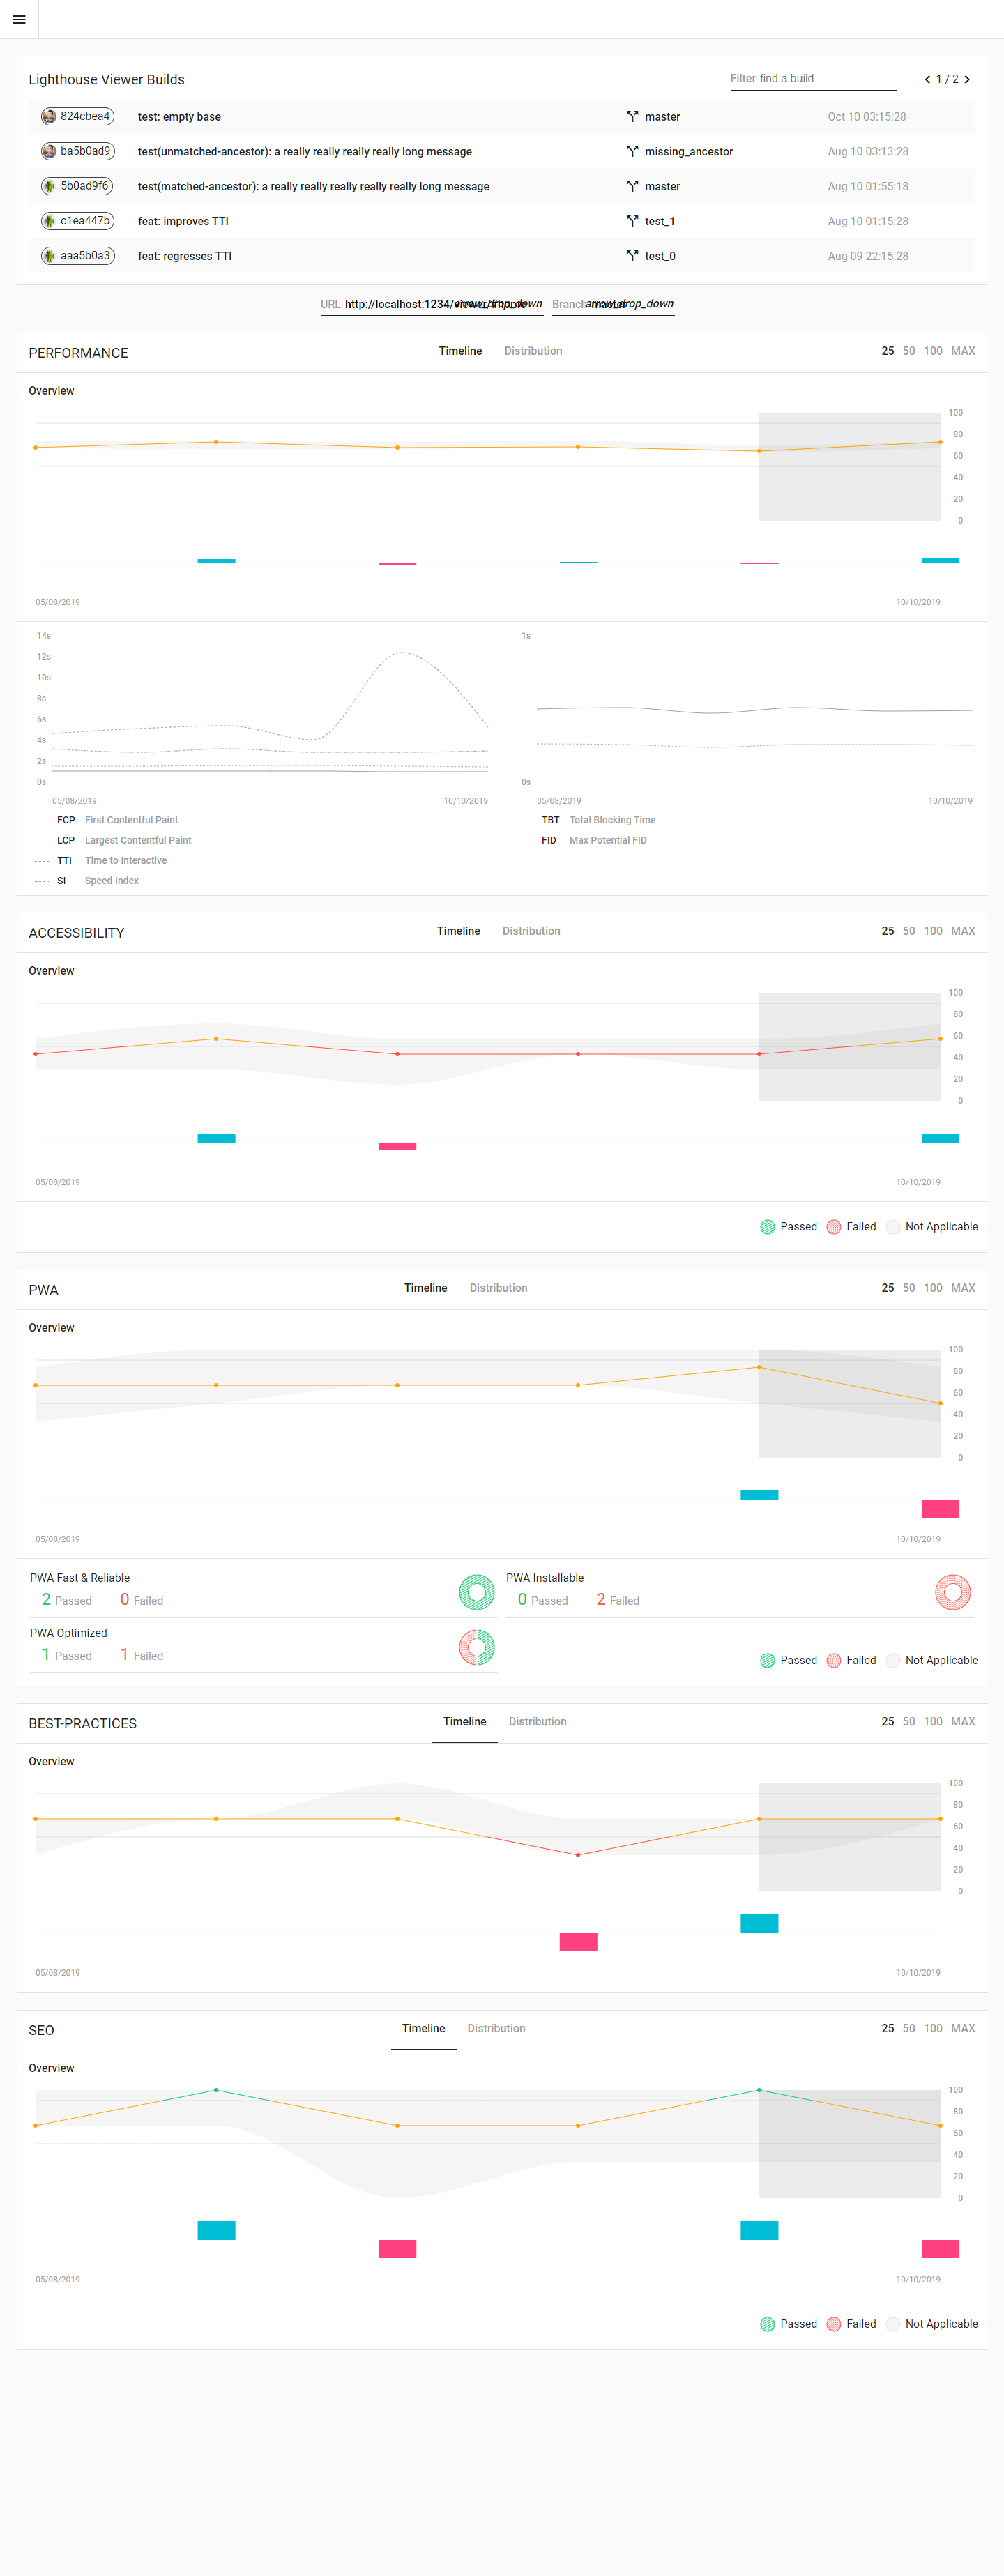 Lighthouse Viewer Builds
Filter find a build...
1 / 2
824cbea4 test: empty base master Oct 10 03:15:28
ba5b0ad9 test(unmatched-ancestor): a really really really really long message missing_ancestor Aug 10 03:13:28
5b0ad9f6 test(matched-ancestor): a really really really really really long message master Aug 10 01:55:18
c1ea447b feat: improves TTI test_1 Aug 10 01:15:28
aaa5b0a3 feat: regresses TTI test_0 Aug 09 22:15:28
URL http://localhost:1234/viewer/#home arrow_drop_down Branch master arrow_drop_down
PERFORMANCE Timeline Distribution 25 50 100 MAX
Overview
100
80
60
40
20
0
05/08/2019 10/10/2019
14s
12s
10s
8s
6s
4s
2s
0s
05/08/2019 10/10/2019
FCP First Contentful Paint
LCP Largest Contentful Paint
TTI Time to Interactive
SI Speed Index
1s
0s
05/08/2019 10/10/2019
TBT Total Blocking Time
FID Max Potential FID
ACCESSIBILITY Timeline Distribution 25 50 100 MAX
Overview
100
80
60
40
20
0
05/08/2019 10/10/2019
Passed Failed Not Applicable
PWA Timeline Distribution 25 50 100 MAX
Overview
100
80
60
40
20
0
05/08/2019 10/10/2019
PWA Fast & Reliable
2 Passed 0 Failed
PWA Installable
0 Passed 2 Failed
PWA Optimized
1 Passed 1 Failed
Passed Failed Not Applicable
BEST-PRACTICES Timeline Distribution 25 50 100 MAX
Overview
100
80
60
40
20
0
05/08/2019 10/10/2019
SEO Timeline Distribution 25 50 100 MAX
Overview
100
80
60
40
20
0
05/08/2019 10/10/2019
Passed Failed Not Applicable